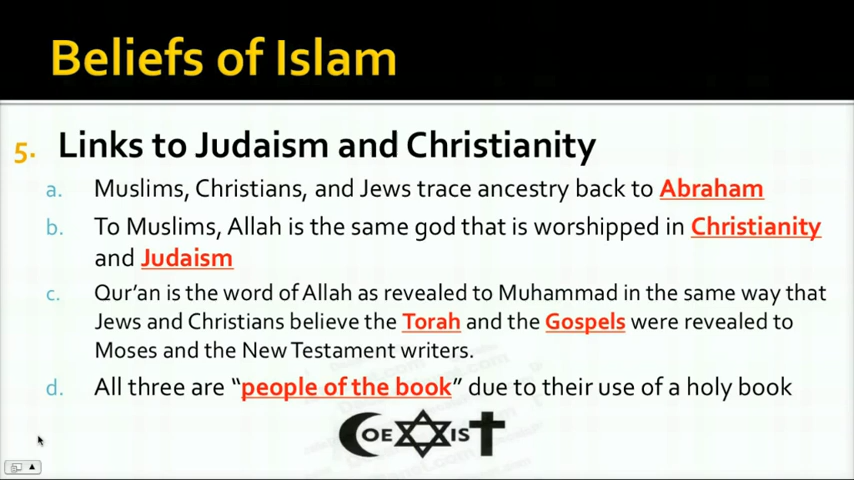 Beliefs of Islam
5. Links to Judaism and Christianity
a. Muslims, Christians, and Jews trace ancestry back to Abraham
b. To Muslims, Allah is the same god that is worshipped in Christianity
and Judaism
c. Qur'an is the word of Allah as revealed to Muhammad in the same way that
Jews and Christians believe the Torah and the Gospels were revealed to
Moses and the New Testament writers.
d. All three are “people of the book” due to their use of a holy book
OEXIST